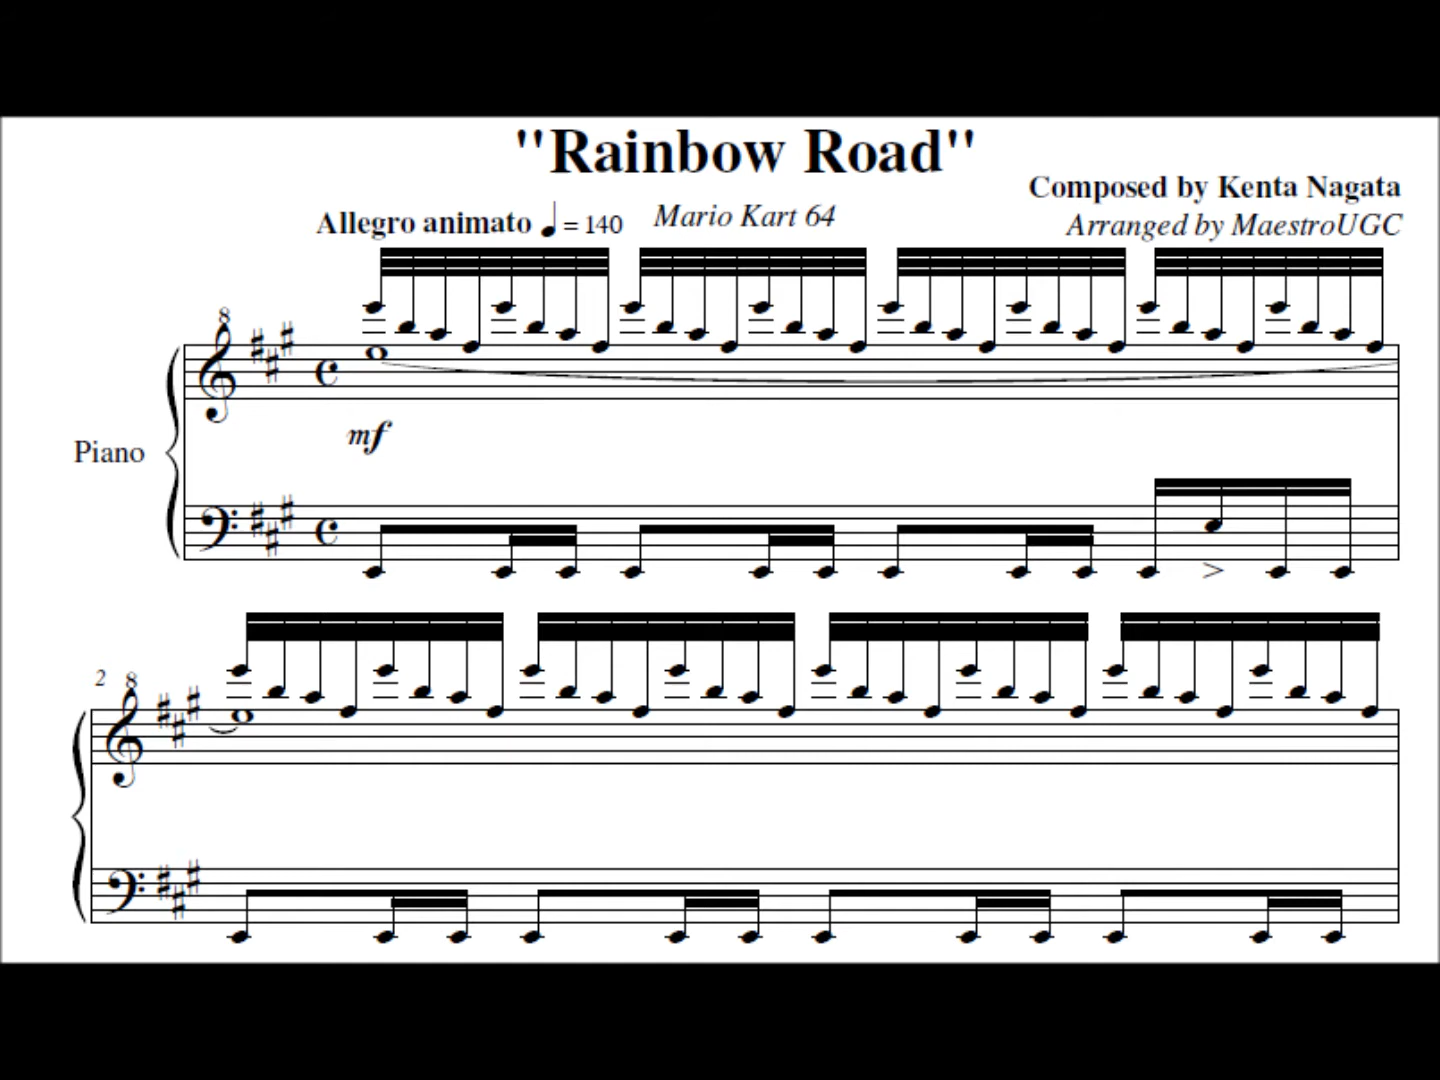 "Rainbow Road"
Composed by Kenta Nagata
Allegro animato ♩ = 140
Mario Kart 64
Arranged by MaestroUGC
8
mf
Piano
2
8